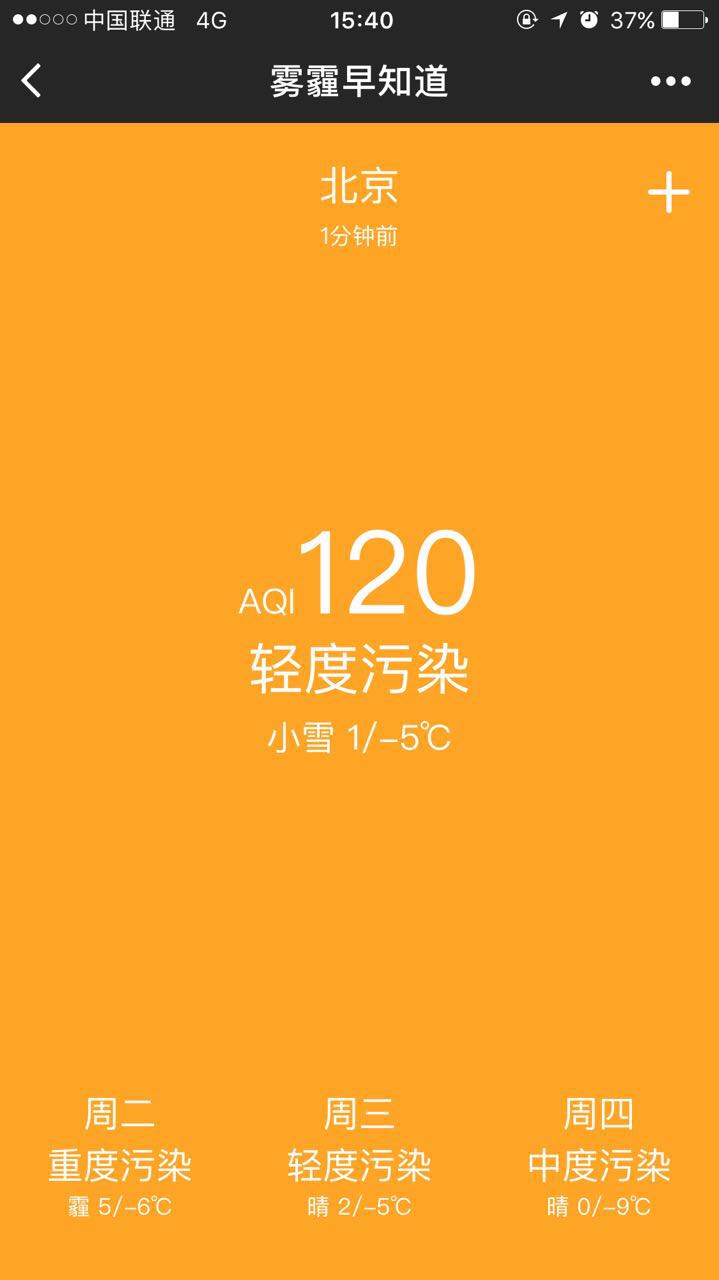 中国联通 4G 15:40 37%
雾霾早知道
北京
1分钟前
AQI 120
轻度污染
小雪 1/-5℃
周二 周三 周四
重度污染 轻度污染 中度污染
霾 5/-6℃ 晴 2/-5℃ 晴 0/-9℃